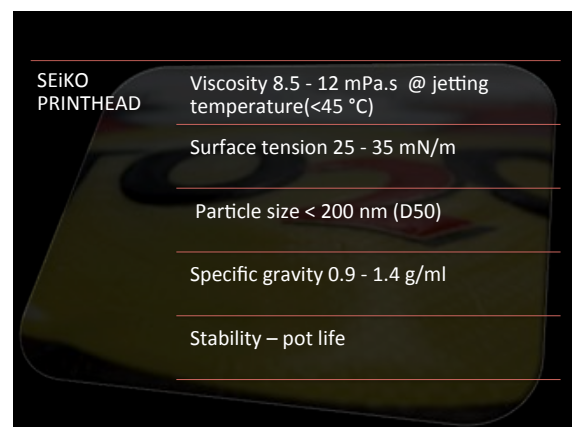 SEiKO
PRINTHEAD
Viscosity 8.5 - 12 mPa.s @ jetting
temperature(<45 °C)
Surface tension 25 - 35 mN/m
Particle size < 200 nm (D50)
Specific gravity 0.9 - 1.4 g/ml
Stability – pot life